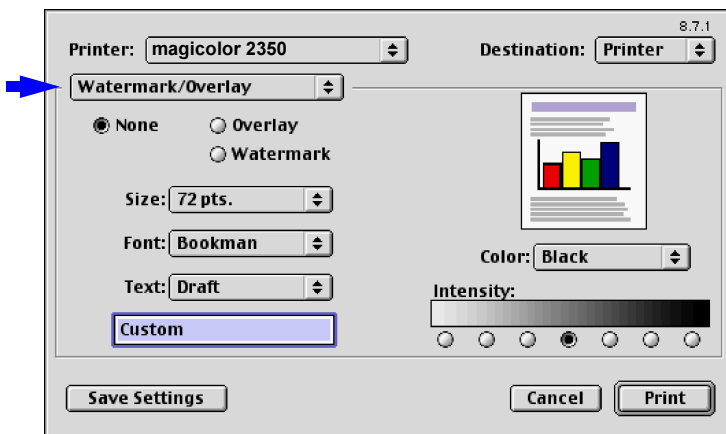 8.7.1
Printer: magicolor 2350 Destination: Printer
Watermark/Overlay
None Overlay
Watermark
Size: 72 pts.
Font: Bookman
Color: Black
Text: Draft
Intensity:
Custom
Save Settings Cancel Print